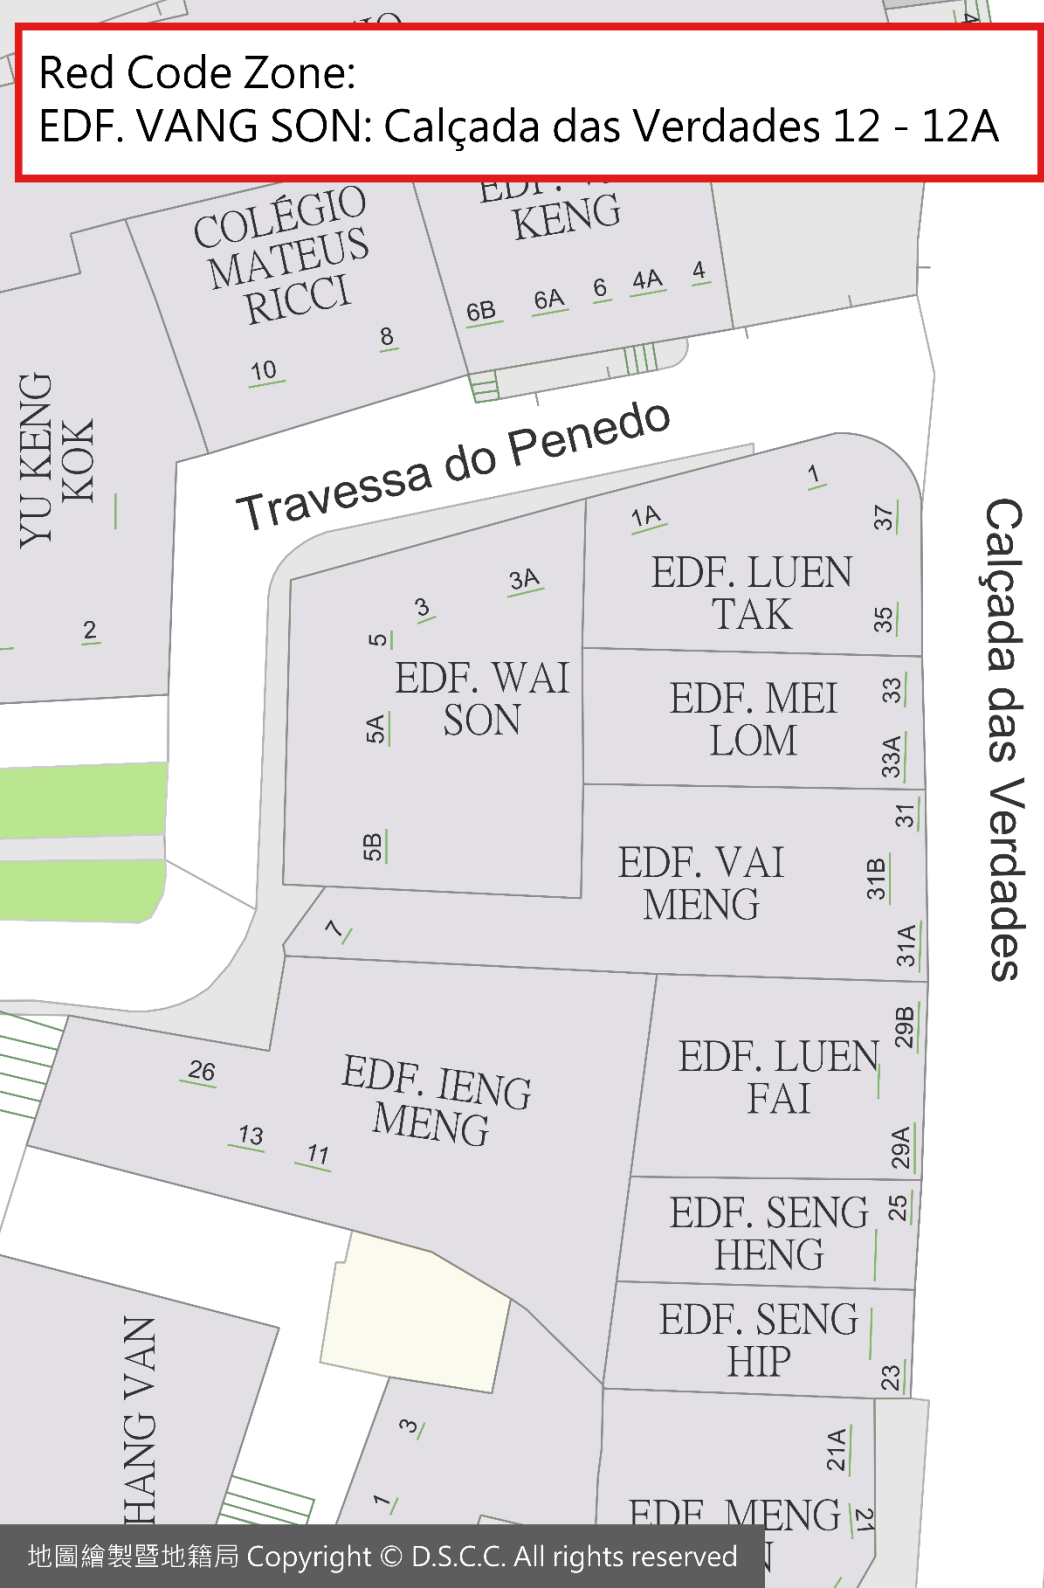 Red Code Zone:
EDF. VANG SON: Calçada das Verdades 12 - 12A
COLÉGIO
MATEUS
RICCI
10
8
KENG
6B
6A
6
4A
4
YU KENG
KOK
2
Travessa do Penedo
1
1A
37
35
EDF. LUEN
TAK
3A
3
5
5A
5B
EDF. WAI
SON
EDF. MEI
LOM
33
33A
Calçada das Verdades
EDF. VAI
MENG
31
31B
31A
7
26
13
11
EDF. IENG
MENG
EDF. LUEN
FAI
29B
29A
EDF. SENG
HENG
25
EDF. SENG
HIP
23
HANG VAN
3
1
21A
21
EDF. MENG
地圖繪製暨地籍局 Copyright © D.S.C.C. All rights reserved